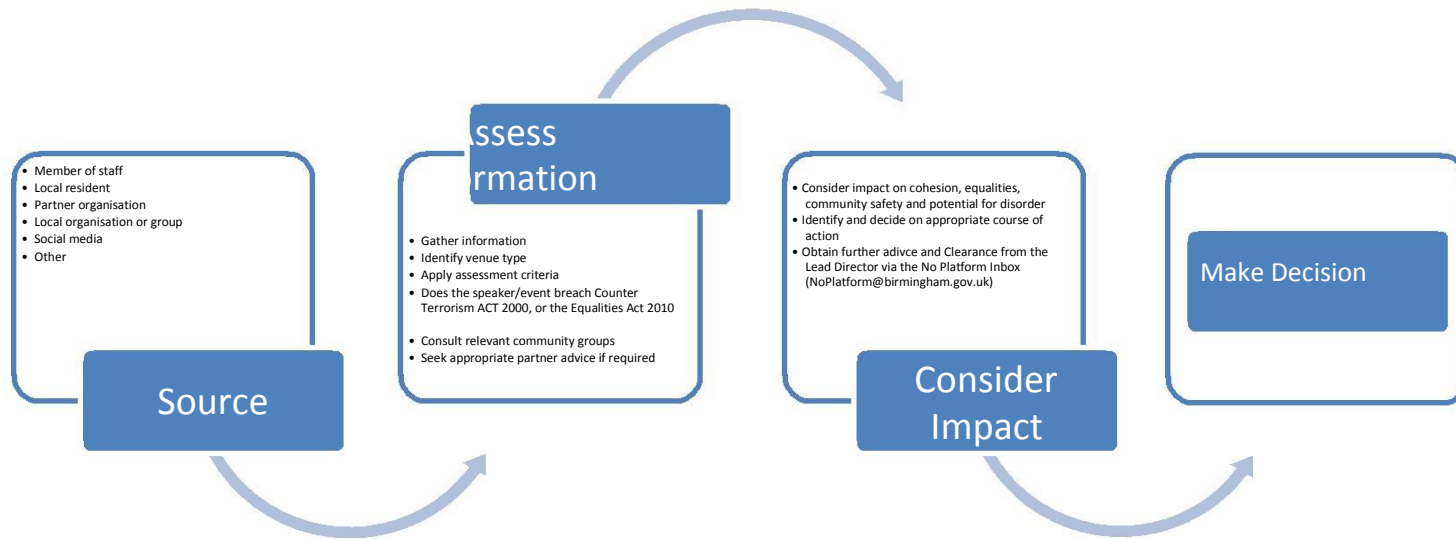 • Member of staff
• Local resident
• Partner organisation
• Local organisation or group
• Social media
• Other
Source
ssess
ormation
• Gather information
• Identify venue type
• Apply assessment criteria
• Does the speaker/event breach Counter
Terrorism ACT 2000, or the Equalities Act 2010
• Consult relevant community groups
• Seek appropriate partner advice if required
• Consider impact on cohesion, equalities,
community safety and potential for disorder
• Identify and decide on appropriate course of
action
• Obtain further adivce and Clearance from the
Lead Director via the No Platform Inbox
(NoPlatform@birmingham.gov.uk)
Consider
Impact
Make Decision